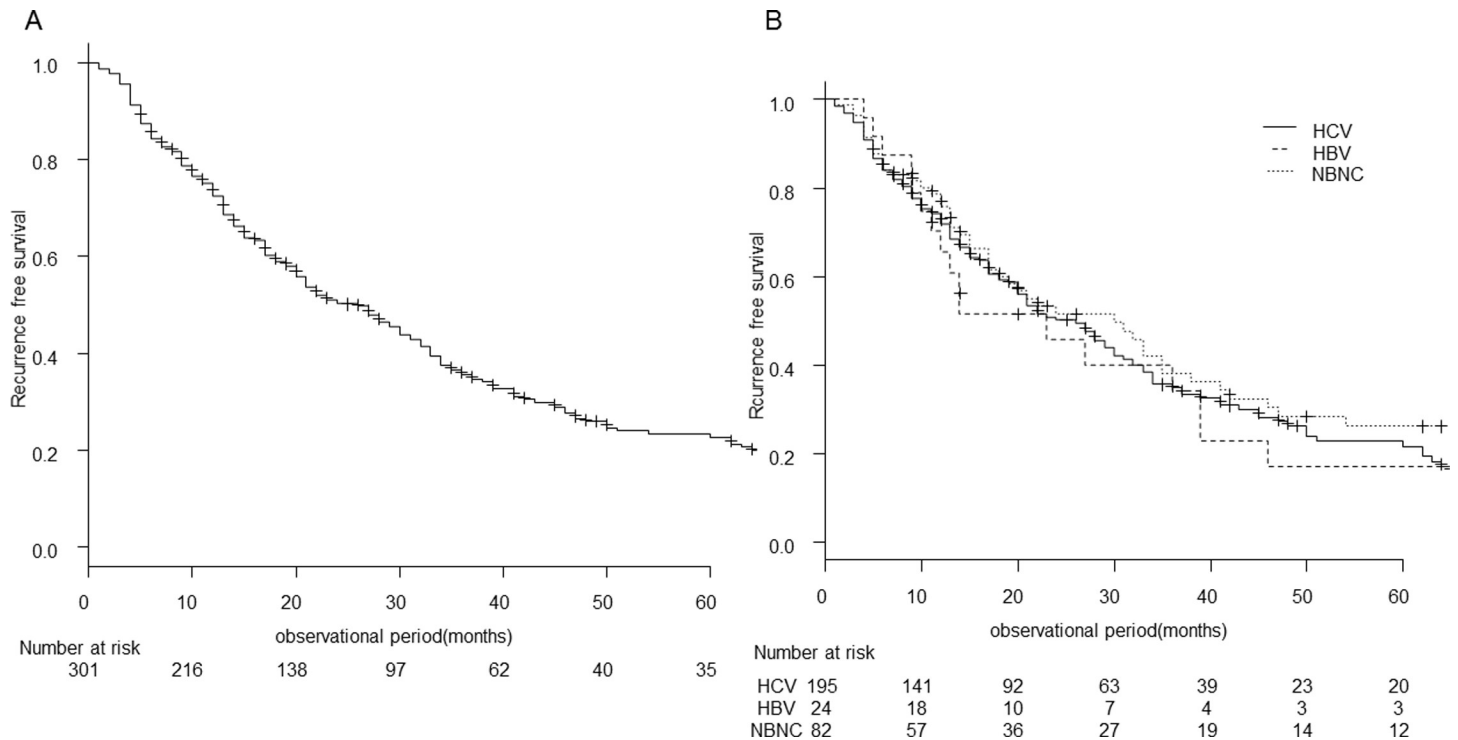 A
Recurrence free survival
1.0
0.8
0.6
0.4
0.2
0.0
0 10 20 30 40 50 60
observational period(months)
Number at risk
301 216 138 97 62 40 35
B
Rcurrence free survival
1.0
0.8
0.6
0.4
0.2
0.0
HCV
HBV
NBNC
0 10 20 30 40 50 60
observational period(months)
Number at risk
HCV 195 141 92 63 39 23 20
HBV 24 18 10 7 4 3 3
NBNC 82 57 36 27 19 14 12